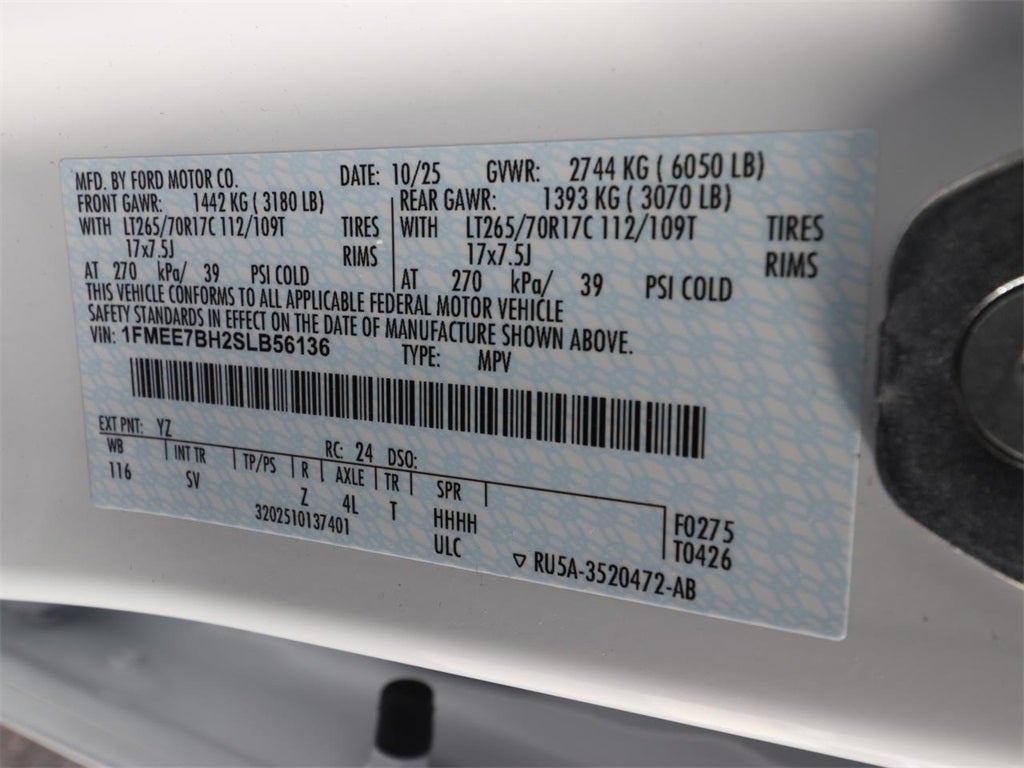 MFD. BY FORD MOTOR CO. DATE: 10/25 GVWR: 2744 KG ( 6050 LB)
FRONT GAWR: 1442 KG ( 3180 LB) REAR GAWR: 1393 KG ( 3070 LB)
WITH LT265/70R17C 112/109T TIRES WITH LT265/70R17C 112/109T TIRES
17x7.5J RIMS 17x7.5J RIMS
AT 270 kPa/ 39 PSI COLD AT 270 kPa/ 39 PSI COLD
THIS VEHICLE CONFORMS TO ALL APPLICABLE FEDERAL MOTOR VEHICLE
SAFETY STANDARDS IN EFFECT ON THE DATE OF MANUFACTURE SHOWN ABOVE.
VIN: 1FMEE7BH2SLB56136 TYPE: MPV
EXT PNT: YZ RC: 24 DSO:
WB INT TR TP/PS R AXLE TR SPR
116 SV Z 4L T HHHH F0275
3202510137401 ULC T0426
▽ RU5A-3520472-AB